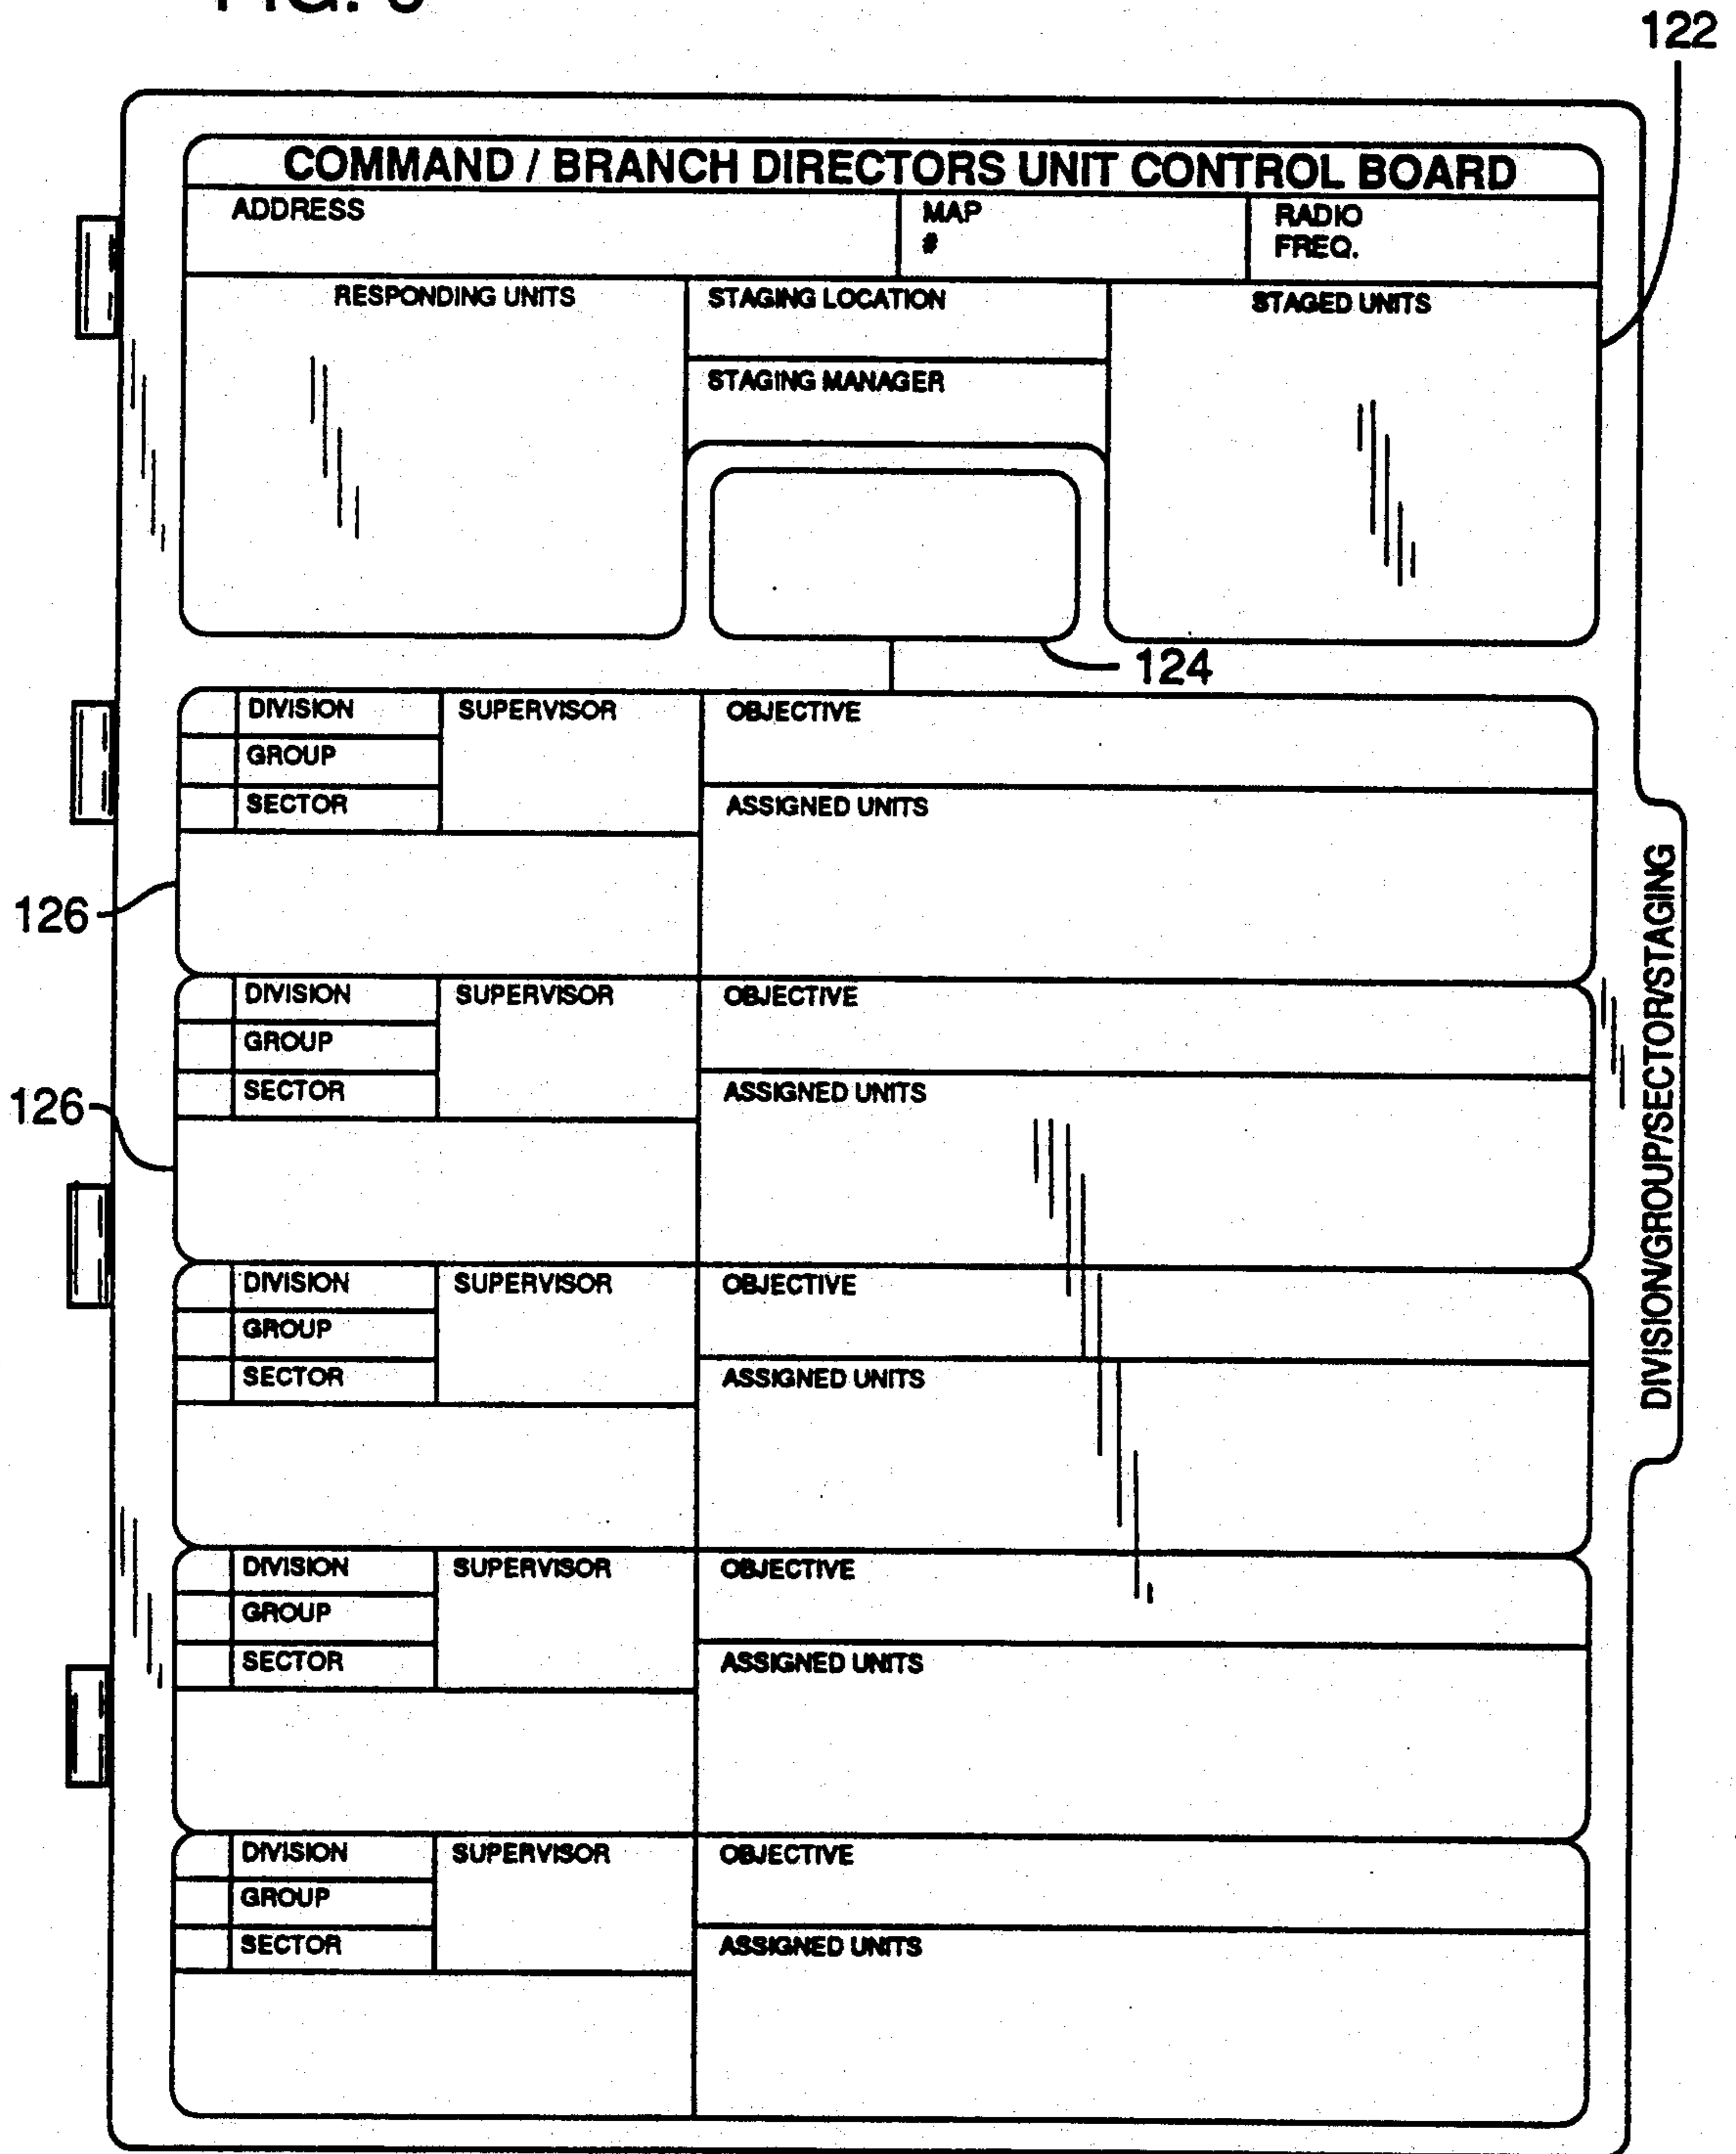 122
COMMAND / BRANCH DIRECTORS UNIT CONTROL BOARD
ADDRESS
MAP
#
RADIO
FREQ.
RESPONDING UNITS
STAGING LOCATION
STAGED UNITS
STAGING MANAGER
124
DIVISION
SUPERVISOR
OBJECTIVE
GROUP
SECTOR
ASSIGNED UNITS
126
DIVISION
SUPERVISOR
OBJECTIVE
GROUP
SECTOR
ASSIGNED UNITS
126
DIVISION
SUPERVISOR
OBJECTIVE
GROUP
SECTOR
ASSIGNED UNITS
DIVISION
SUPERVISOR
OBJECTIVE
GROUP
SECTOR
ASSIGNED UNITS
DIVISION
SUPERVISOR
OBJECTIVE
GROUP
SECTOR
ASSIGNED UNITS
DIVISION/GROUP/SECTOR/STAGING